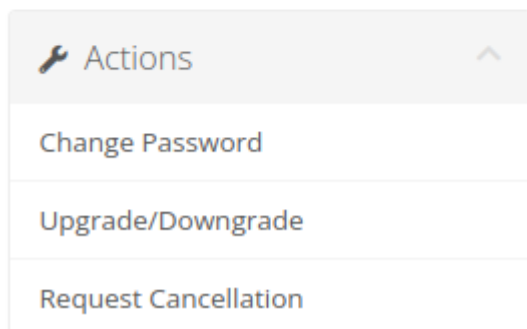 Actions
Change Password
Upgrade/Downgrade
Request Cancellation